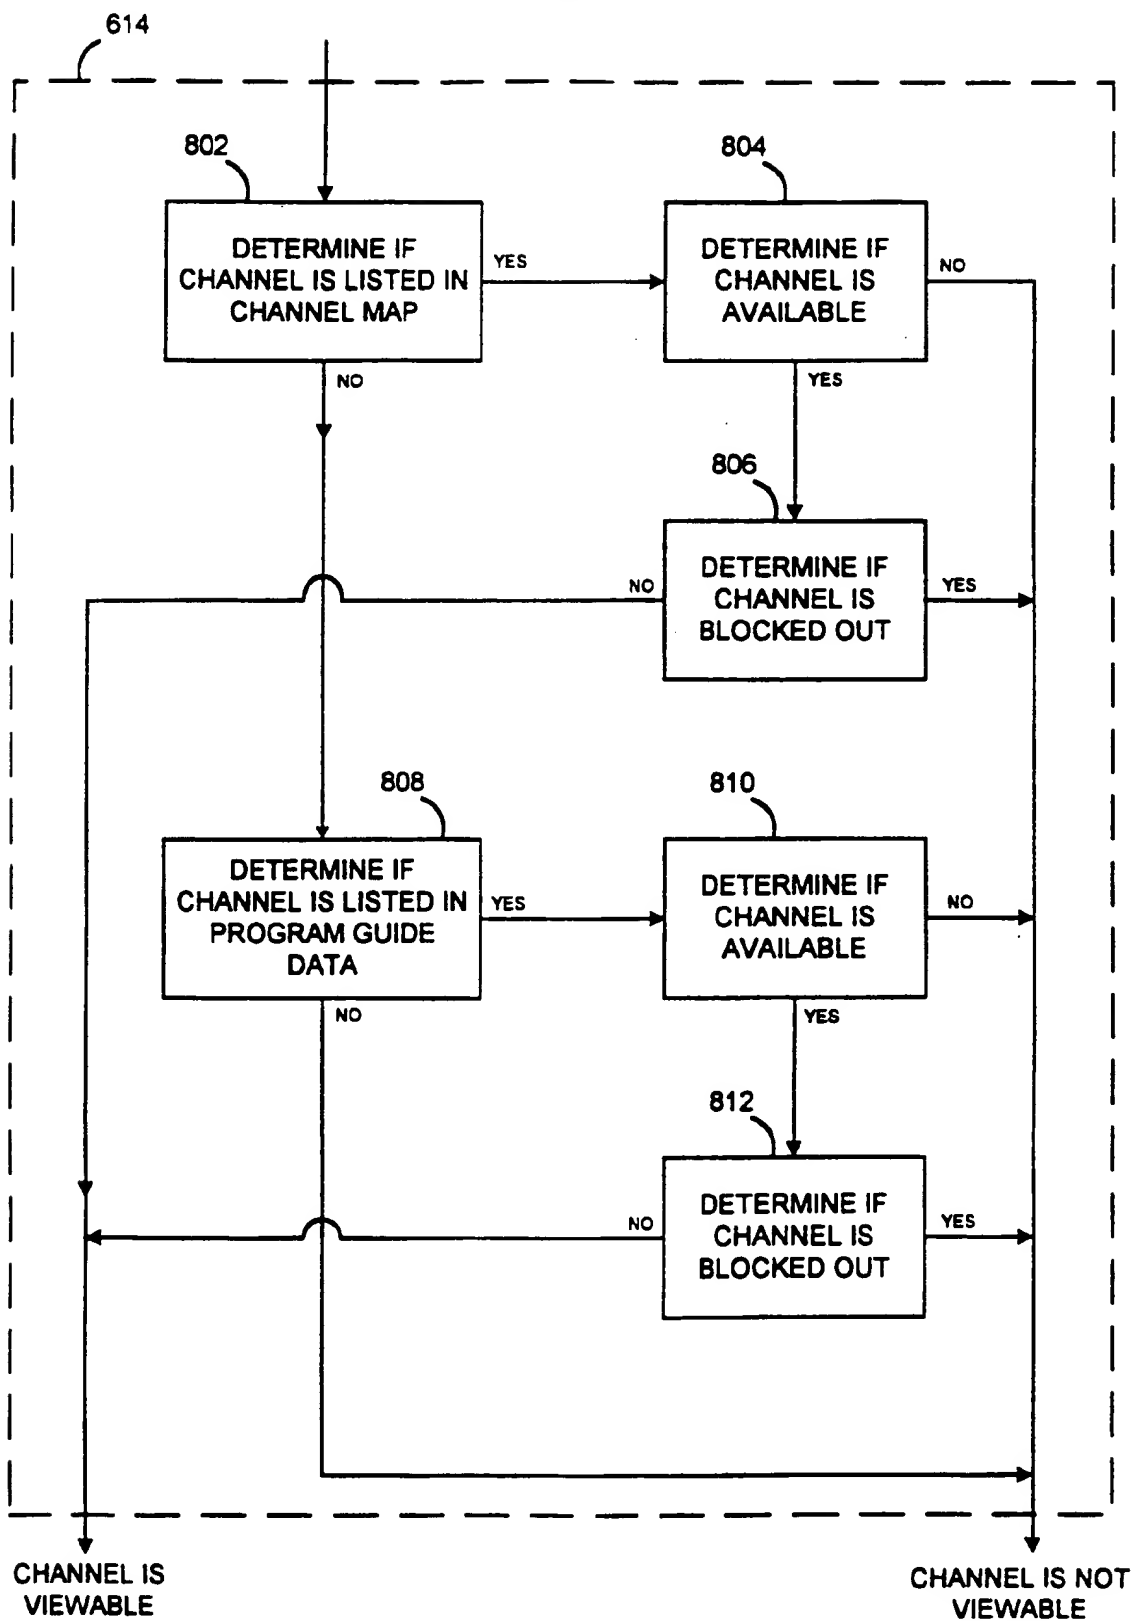 614
802
804
DETERMINE IF
CHANNEL IS LISTED IN
CHANNEL MAP
YES
DETERMINE IF
CHANNEL IS
AVAILABLE
NO
NO
YES
806
DETERMINE IF
CHANNEL IS
BLOCKED OUT
NO
YES
808
810
DETERMINE IF
CHANNEL IS LISTED IN
PROGRAM GUIDE
DATA
YES
DETERMINE IF
CHANNEL IS
AVAILABLE
NO
NO
YES
812
DETERMINE IF
CHANNEL IS
BLOCKED OUT
NO
YES
CHANNEL IS
VIEWABLE
CHANNEL IS NOT
VIEWABLE